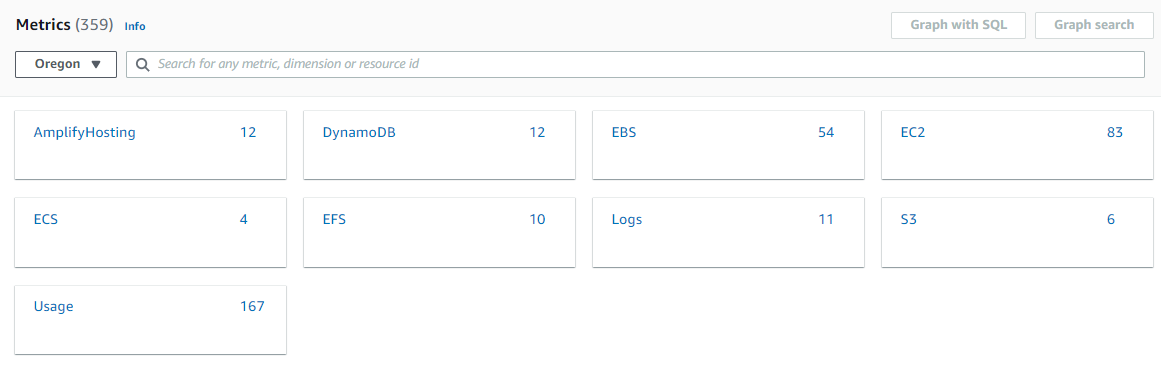 Metrics (359) Info Graph with SQL Graph search
Oregon Search for any metric, dimension or resource id
AmplifyHosting 12 DynamoDB 12 EBS 54 EC2 83
ECS 4 EFS 10 Logs 11 S3 6
Usage 167